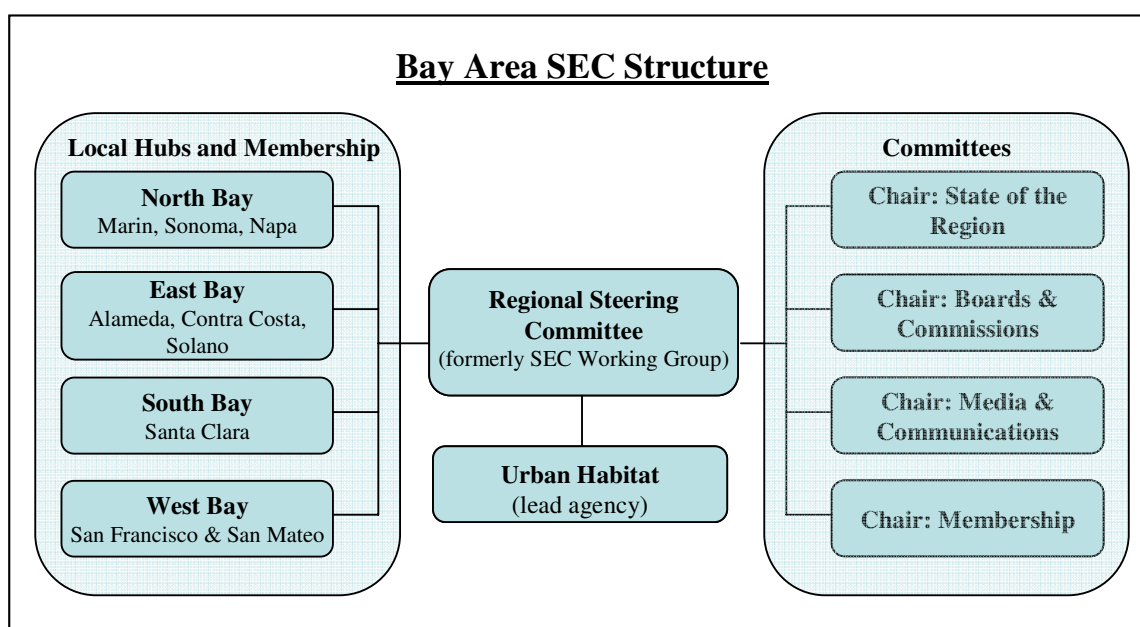 Bay Area SEC Structure
Local Hubs and Membership
North Bay
Marin, Sonoma, Napa
East Bay
Alameda, Contra Costa,
Solano
South Bay
Santa Clara
West Bay
San Francisco & San Mateo
Regional Steering
Committee
(formerly SEC Working Group)
Urban Habitat
(lead agency)
Committees
Chair: State of the
Region
Chair: Boards &
Commissions
Chair: Media &
Communications
Chair: Membership